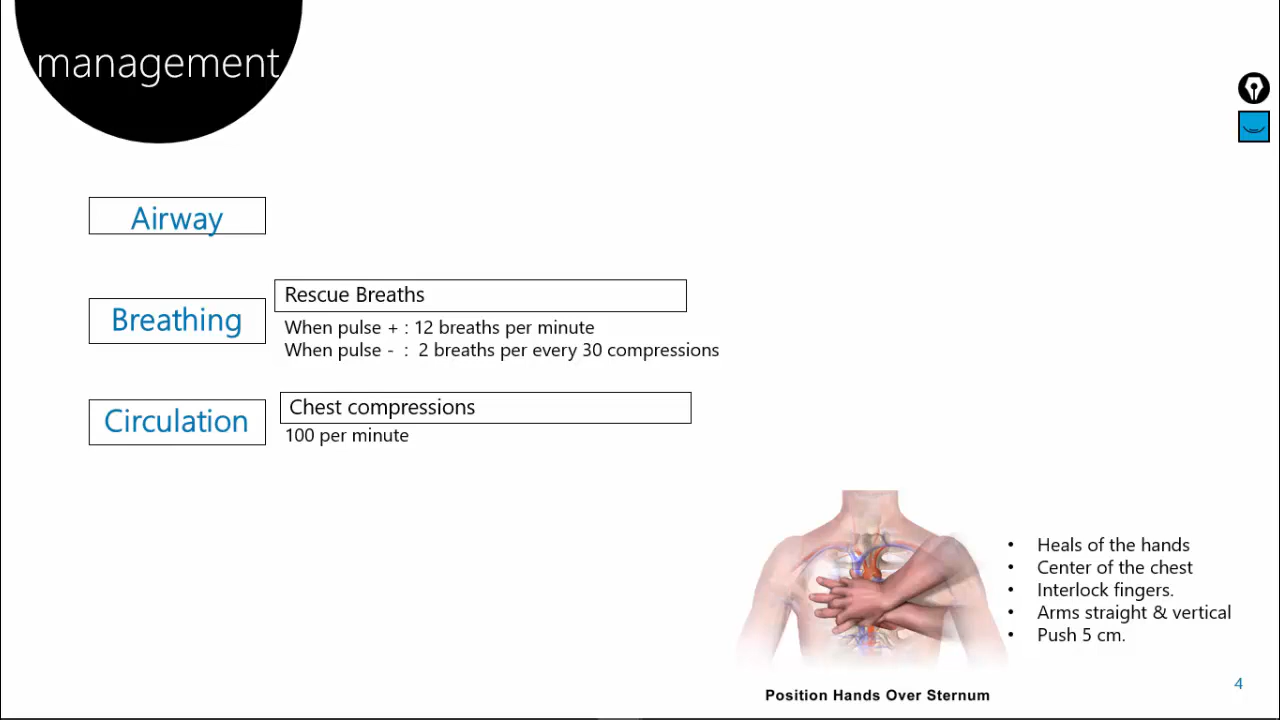 management
Airway
Breathing
Rescue Breaths
When pulse + : 12 breaths per minute
When pulse - : 2 breaths per every 30 compressions
Circulation
Chest compressions
100 per minute
• Heals of the hands
• Center of the chest
• Interlock fingers.
• Arms straight & vertical
• Push 5 cm.
Position Hands Over Sternum
4